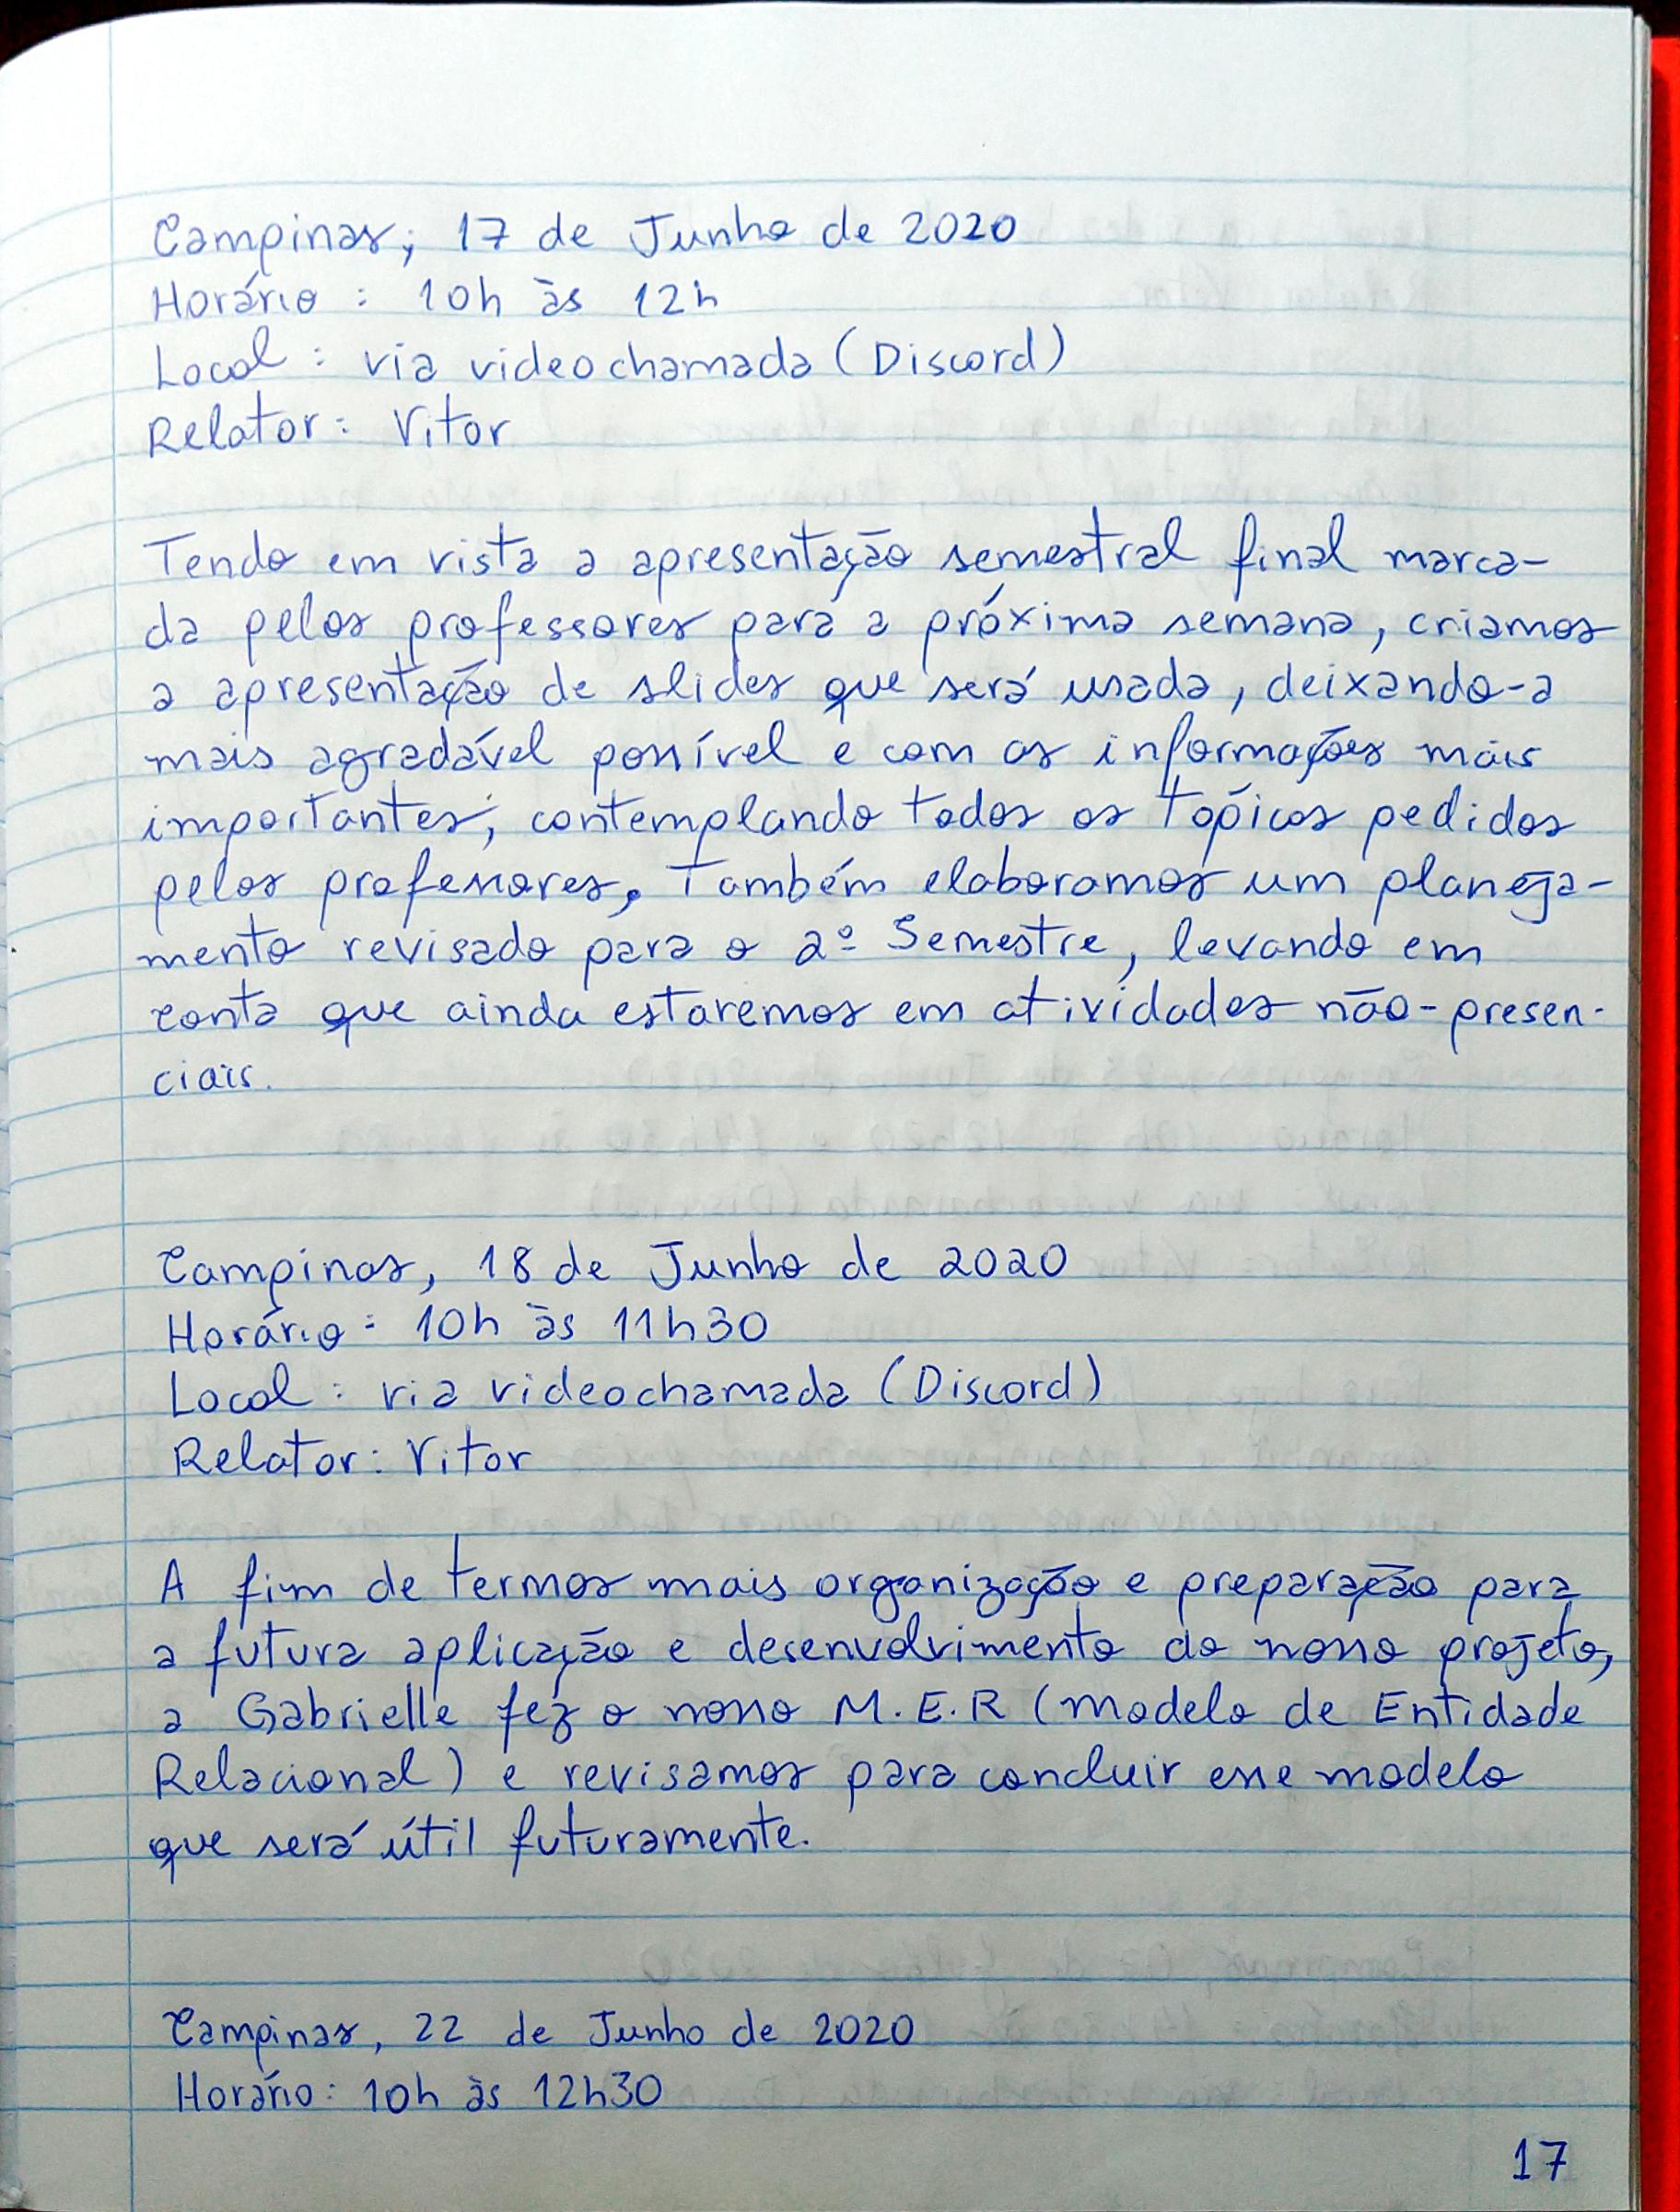 Campinas, 17 de Junho de 2020
Horário : 10h às 12h
Local : via videochamada (Discord)
Relator : Vitor
Tendo em vista a apresentação semestral final marca-
da pelos professores para a próxima semana, criamos
a apresentação de slides que será usada, deixando-a
mais agradável possível e com as informações mais
importantes, contemplando todos os tópicos pedidos
pelos professores. Também elaboramos um planeja-
mento revisado para o 2º Semestre, levando em
conta que ainda estaremos em atividades não-presen-
ciais.
Campinas, 18 de Junho de 2020
Horário : 10h às 11h30
Local : via videochamada (Discord)
Relator : Vitor
A fim de termos mais organização e preparação para
a futura aplicação e desenvolvimento do nosso projeto,
a Gabrielle fez o nosso M.E.R (Modelo de Entidade
Relacional) e revisamos para concluir esse modelo
que será útil futuramente.
Campinas, 22 de Junho de 2020
Horário : 10h às 12h30
17